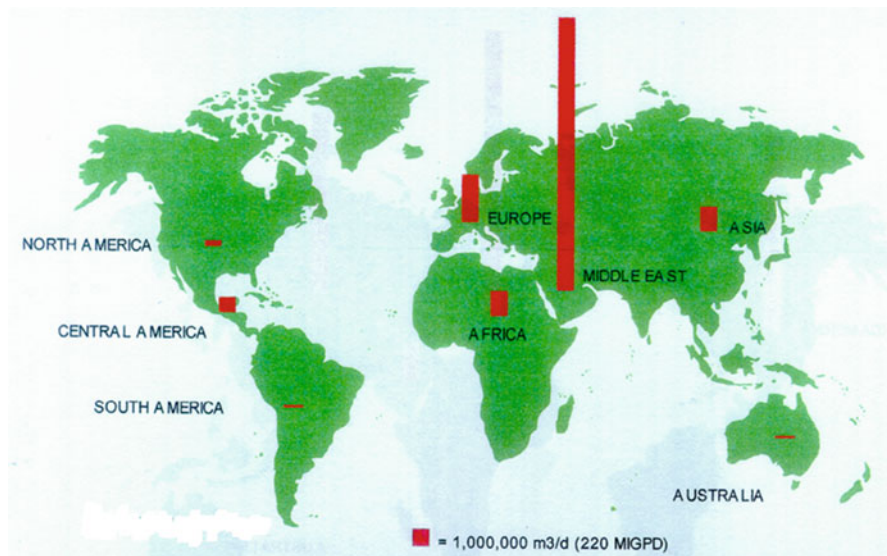 EUROPE
ASIA
NORTH AMERICA
MIDDLE EAST
CENTRAL AMERICA
AFRICA
SOUTH AMERICA
AUSTRALIA
= 1,000,000 m3/d (220 MIGPD)